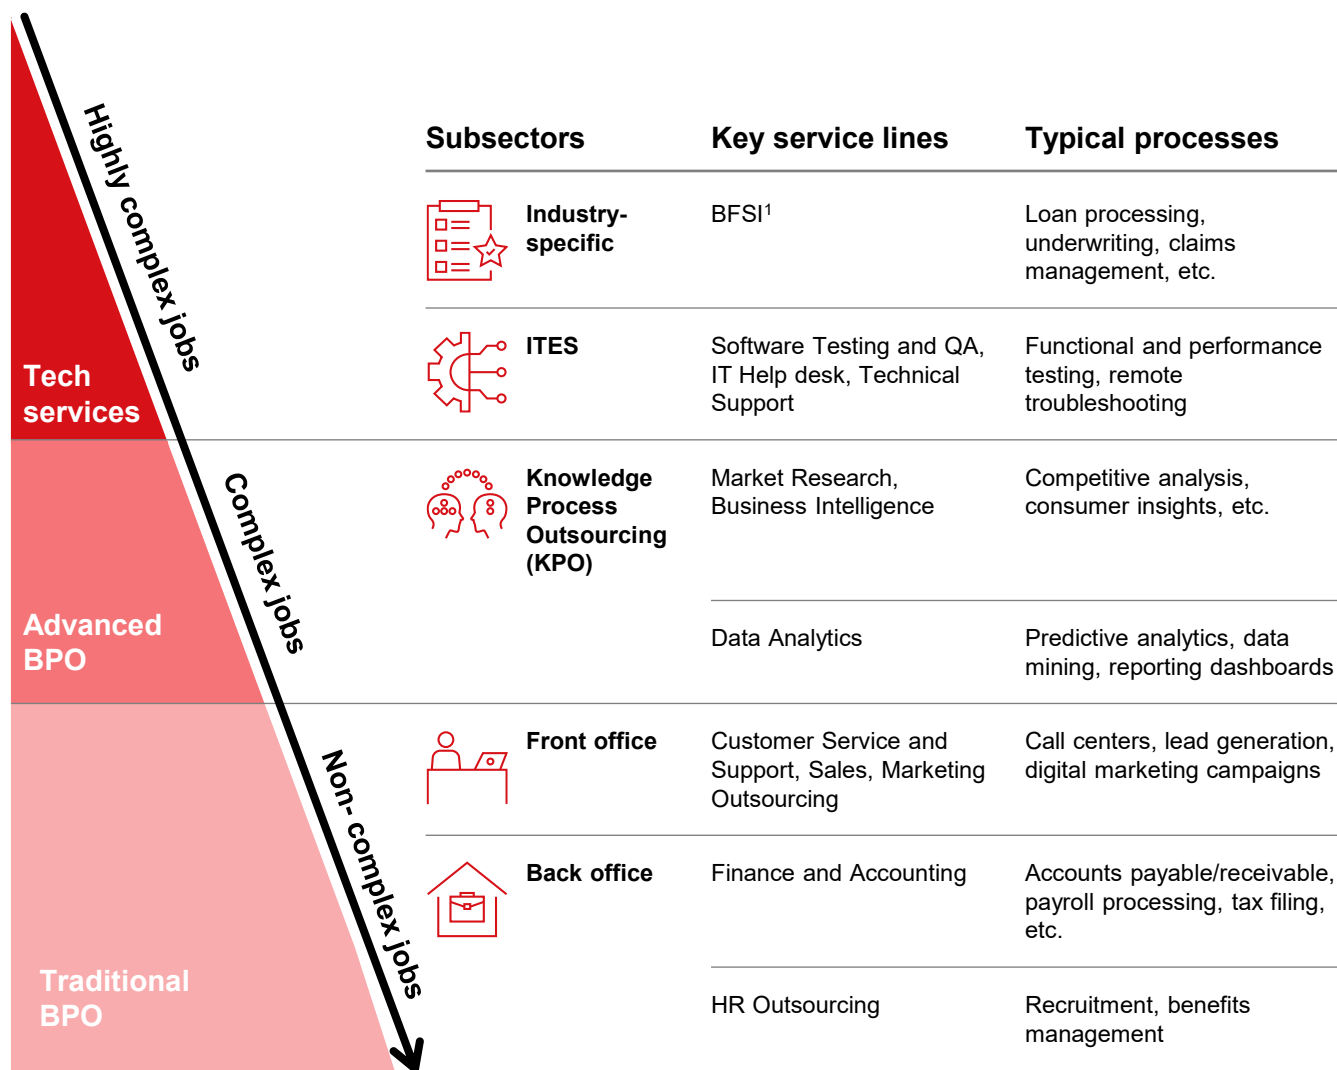 Highly complex jobs
Tech
services
Complex jobs
Advanced
BPO
Non- complex jobs
Traditional
BPO
Subsectors
Key service lines
Typical processes
Industry-
specific
BFSI¹
Loan processing,
underwriting, claims
management, etc.
ITES
Software Testing and QA,
IT Help desk, Technical
Support
Functional and performance
testing, remote
troubleshooting
Knowledge
Process
Outsourcing
(KPO)
Market Research,
Business Intelligence
Competitive analysis,
consumer insights, etc.
Data Analytics
Predictive analytics, data
mining, reporting dashboards
Front office
Customer Service and
Support, Sales, Marketing
Outsourcing
Call centers, lead generation,
digital marketing campaigns
Back office
Finance and Accounting
Accounts payable/receivable,
payroll processing, tax filing,
etc.
HR Outsourcing
Recruitment, benefits
management